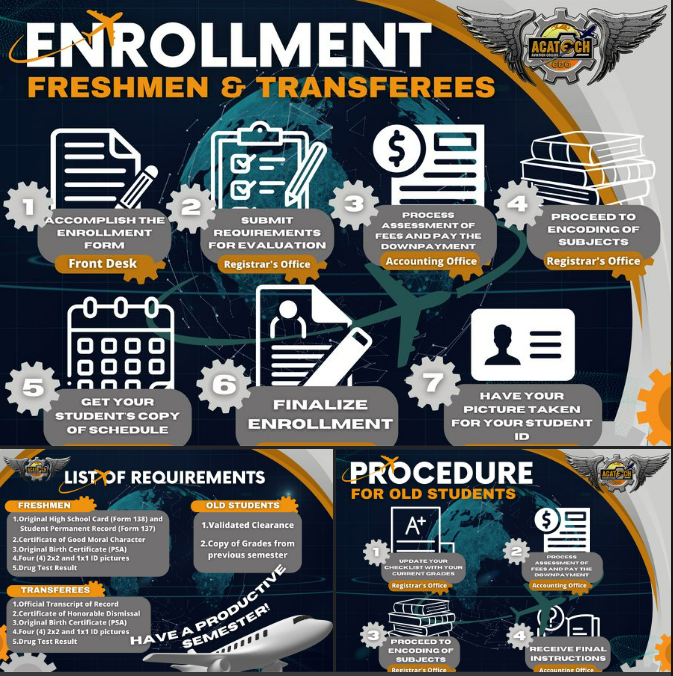 ENROLLMENT
FRESHMEN & TRANSFEREES
ACATECH
1
ACCOMPLISH THE
ENROLLMENT
FORM
Front Desk
2
SUBMIT
REQUIREMENTS
FOR EVALUATION
Registrar's Office
3
PROCESS
ASSESSMENT OF
FEES AND PAY THE
DOWNPAYMENT
Accounting Office
4
PROCEED TO
ENCODING OF
SUBJECTS
Registrar's Office
5
GET YOUR
STUDENT'S COPY
OF SCHEDULE
6
FINALIZE
ENROLLMENT
7
HAVE YOUR
PICTURE TAKEN
FOR YOUR STUDENT
ID
LIST OF REQUIREMENTS
FRESHMEN
1.Original High School Card (Form 138) and
Student Permanent Record (Form 137)
2.Certificate of Good Moral Character
3.Original Birth Certificate (PSA)
4.Four (4) 2x2 and 1x1 ID pictures
5.Drug Test Result
OLD STUDENTS
1.Validated Clearance
2.Copy of Grades from
previous semester
TRANSFEREES
1.Official Transcript of Record
2.Certificate of Honorable Dismissal
3.Original Birth Certificate (PSA)
4.Four (4) 2x2 and 1x1 ID pictures
5.Drug Test Result
HAVE A PRODUCTIVE
SEMESTER!
PROCEDURE
FOR OLD STUDENTS
A+
1
UPDATE YOUR
CHECKLIST WITH YOUR
CURRENT GRADES
Registrar's Office
2
PROCESS
ASSESSMENT OF
FEES AND PAY THE
DOWNPAYMENT
Accounting Office
3
PROCEED TO
ENCODING OF
SUBJECTS
Registrar's Office
4
RECEIVE FINAL
INSTRUCTIONS
Accounting Office